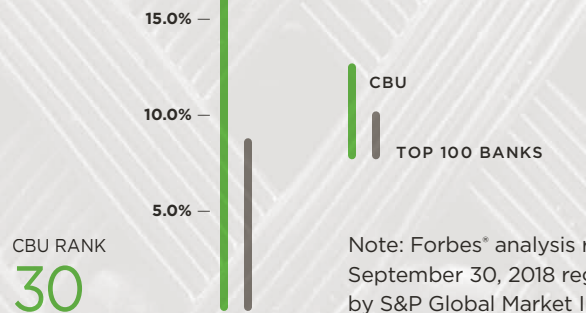 15.0% —
CBU
10.0% —
TOP 100 BANKS
5.0% —
CBU RANK
30
Note: Forbes® analysis
September 30, 2018
by S&P Global Market